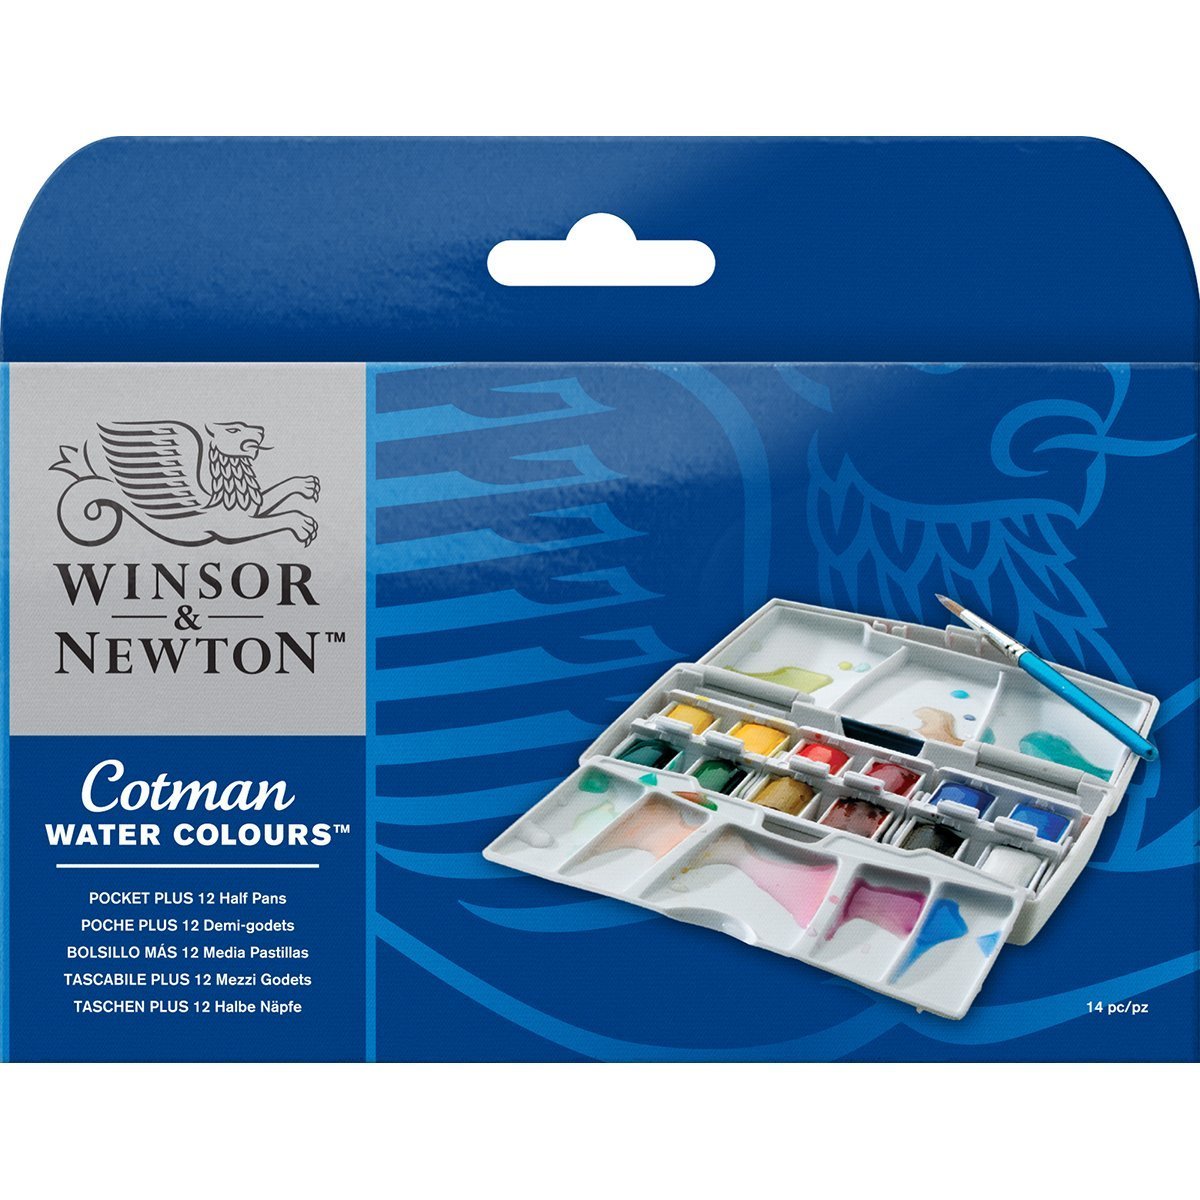 WINSOR
&
NEWTON™
Cotman
WATER COLOURS™
POCKET PLUS 12 Half Pans
POCHE PLUS 12 Demi-godets
BOLSILLO MÁS 12 Media Pastillas
TASCABILE PLUS 12 Mezzi Godets
TASCHEN PLUS 12 Halbe Näpfe
14 pc/pz